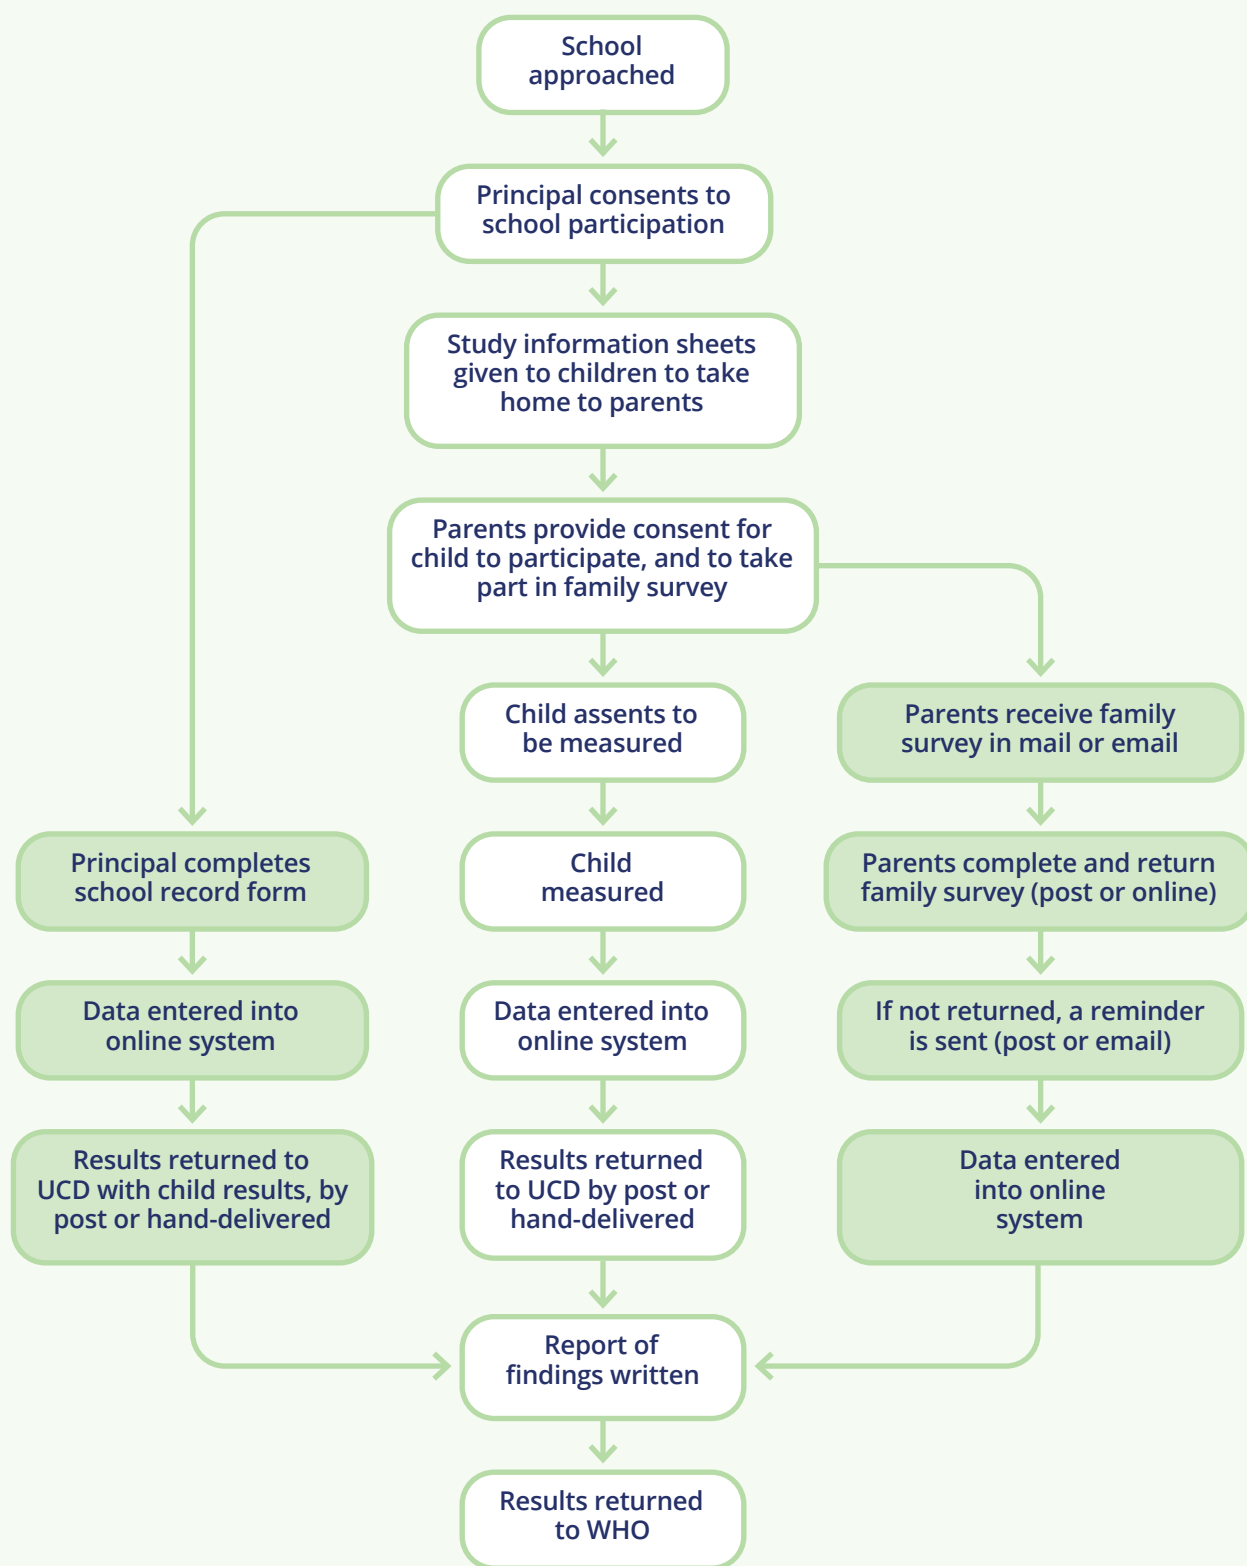 School
approached
Principal consents to
school participation
Study information sheets
given to children to take
home to parents
Parents provide consent for
child to participate, and to take
part in family survey
Child assents to
be measured
Parents receive family
survey in mail or email
Principal completes
school record form
Child
measured
Parents complete and return
family survey (post or online)
Data entered into
online system
Data entered into
online system
If not returned, a reminder
is sent (post or email)
Results returned to
UCD with child results, by
post or hand-delivered
Results returned
to UCD by post or
hand-delivered
Data entered
into online
system
Report of
findings written
Results returned
to WHO